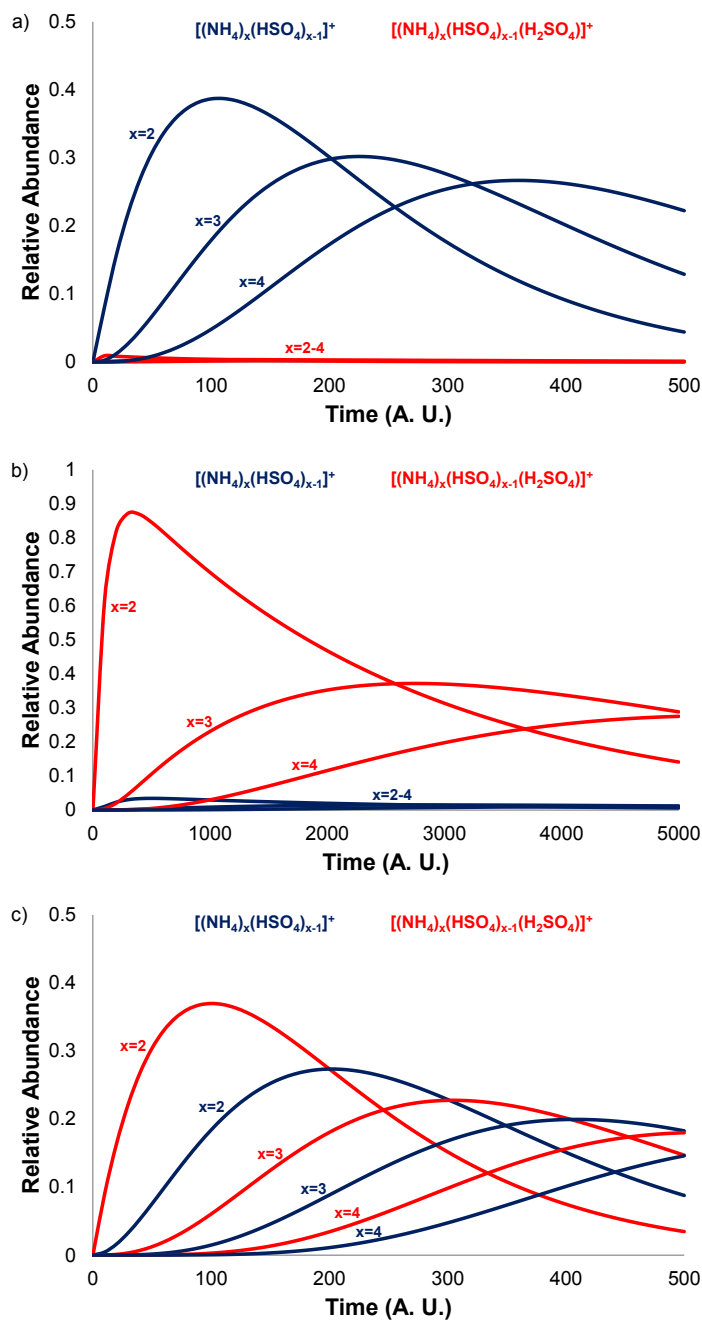 a)
0.5
[(NH₄)ₓ(HSO₄)ₓ₋₁]⁺ [(NH₄)ₓ(HSO₄)ₓ₋₁(H₂SO₄)]⁺
0.4
x=2
0.3
x=3
0.2
x=4
0.1
x=2-4
0
Relative Abundance
0 100 200 300 400 500
Time (A. U.)
b)
1
[(NH₄)ₓ(HSO₄)ₓ₋₁]⁺ [(NH₄)ₓ(HSO₄)ₓ₋₁(H₂SO₄)]⁺
0.9
0.8
0.7
0.6
x=2
0.5
0.4
0.3
x=3
0.2
x=4
0.1
x=2-4
0
Relative Abundance
0 1000 2000 3000 4000 5000
Time (A. U.)
c)
0.5
[(NH₄)ₓ(HSO₄)ₓ₋₁]⁺ [(NH₄)ₓ(HSO₄)ₓ₋₁(H₂SO₄)]⁺
0.4
x=2
0.3
x=2
0.2
x=3
0.1
x=3
x=4
x=4
0
Relative Abundance
0 100 200 300 400 500
Time (A. U.)